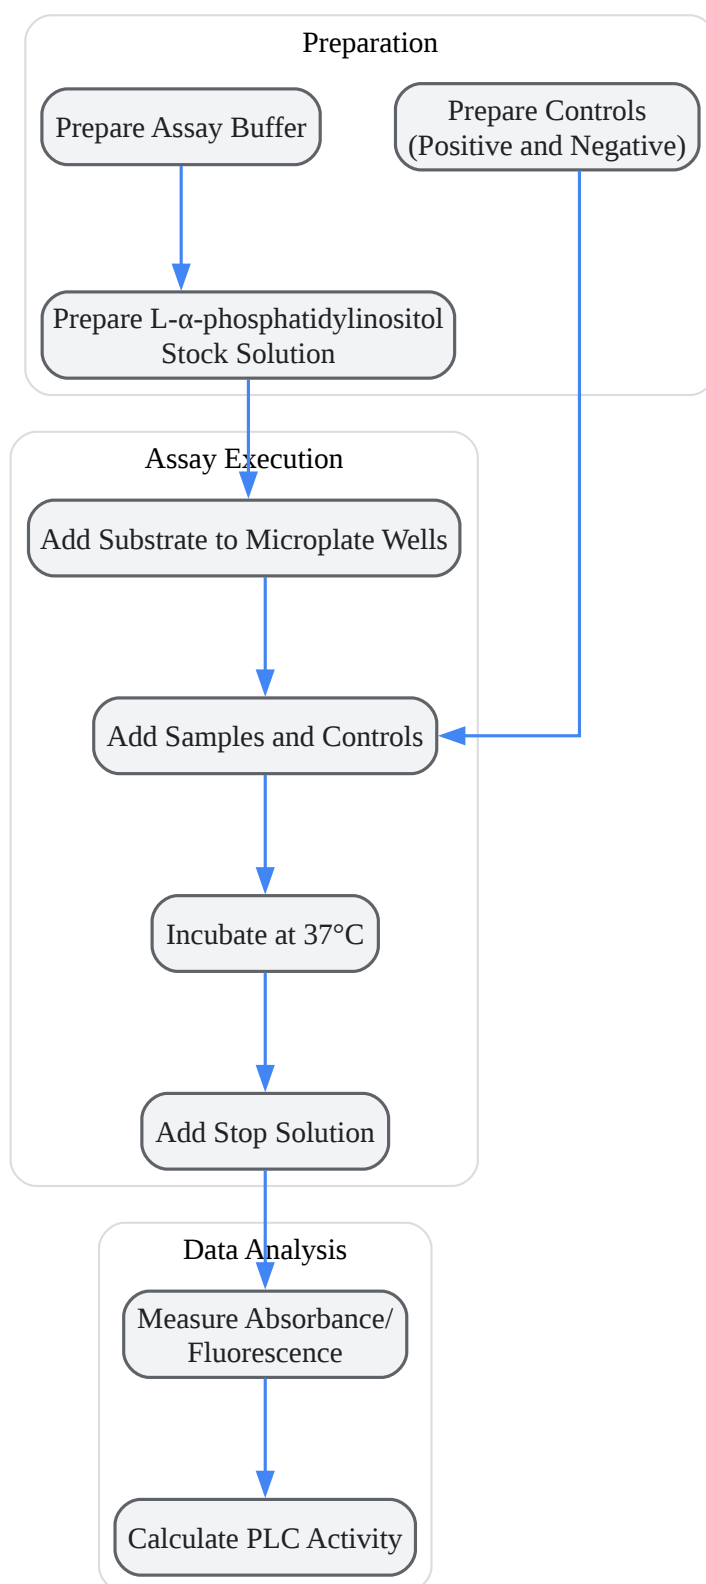 Preparation
Prepare Assay Buffer
Prepare Controls
(Positive and Negative)
Prepare L-α-phosphatidylinositol
Stock Solution
Assay Execution
Add Substrate to Microplate Wells
Add Samples and Controls
Incubate at 37°C
Add Stop Solution
Data Analysis
Measure Absorbance/
Fluorescence
Calculate PLC Activity